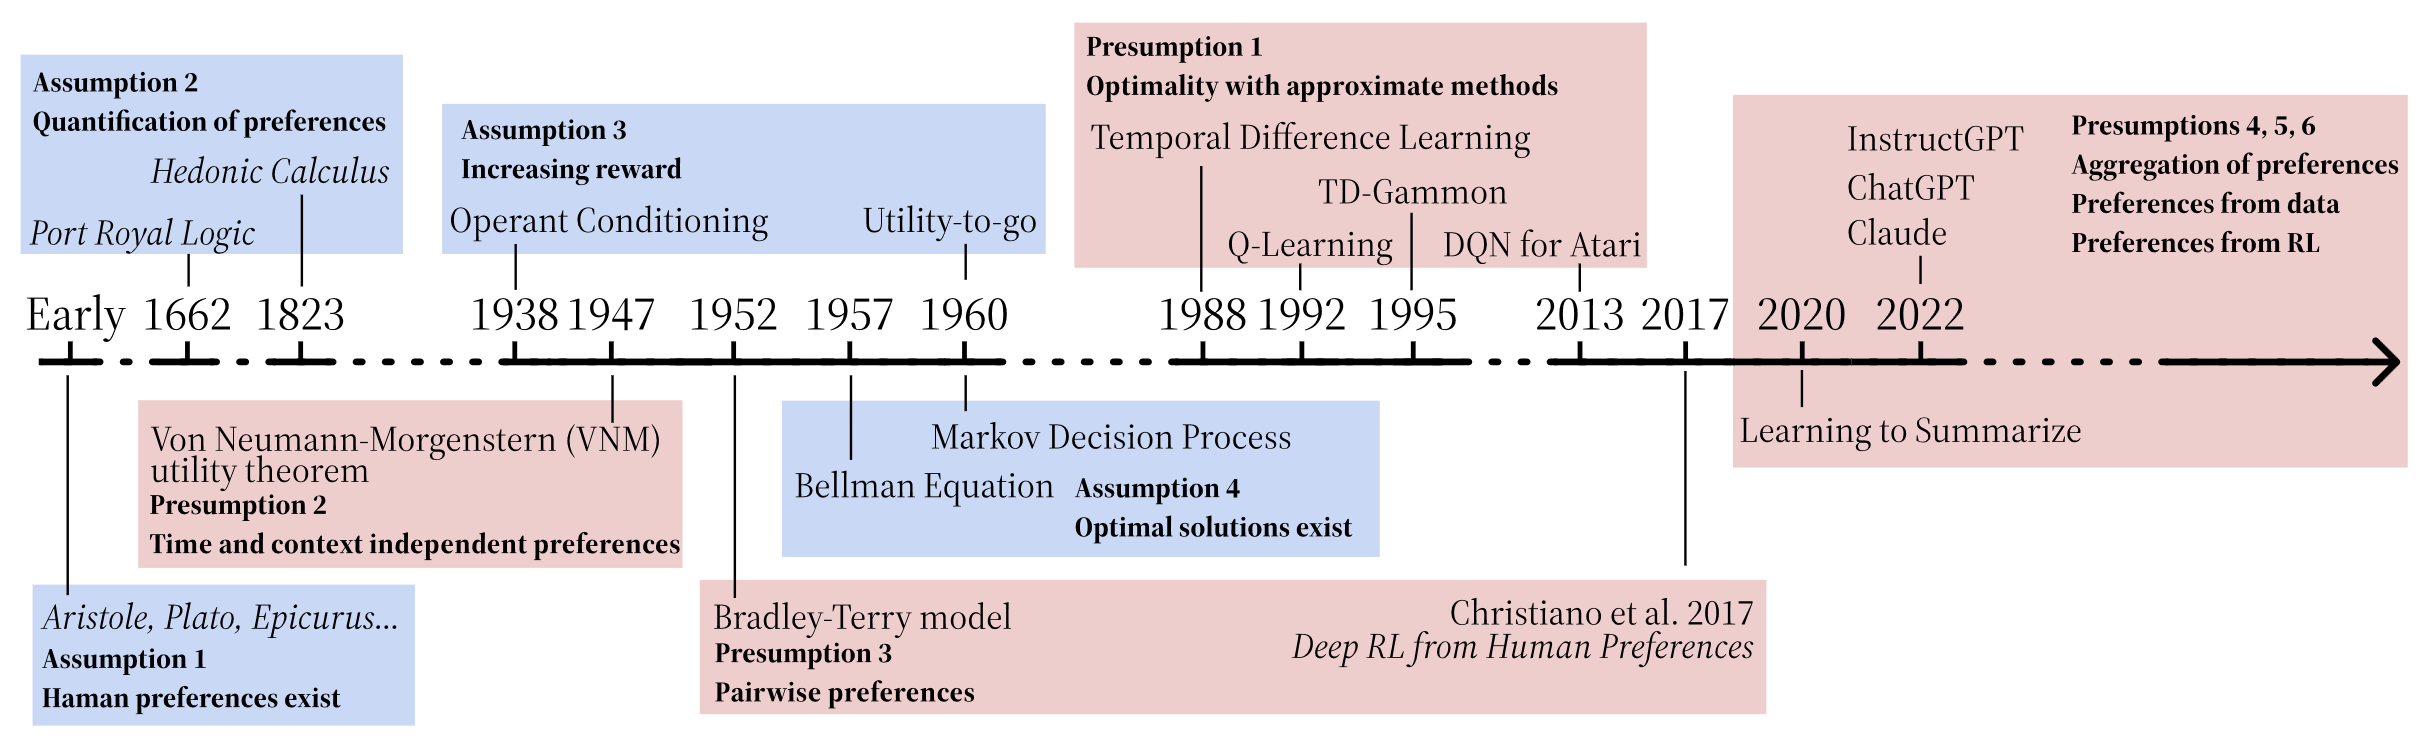 Assumption 2
Quantification of preferences
Hedonic Calculus
Port Royal Logic
Assumption 3
Increasing reward
Operant Conditioning
Utility-to-go
Presumption 1
Optimality with approximate methods
Temporal Difference Learning
TD-Gammon
Q-Learning
DQN for Atari
InstructGPT
ChatGPT
Claude
Presumptions 4, 5, 6
Aggregation of preferences
Preferences from data
Preferences from RL
Early 1662 1823 1938 1947 1952 1957 1960 1988 1992 1995 2013 2017 2020 2022
Von Neumann-Morgenstern (VNM)
utility theorem
Presumption 2
Time and context independent preferences
Markov Decision Process
Bellman Equation
Assumption 4
Optimal solutions exist
Learning to Summarize
Aristole, Plato, Epicurus...
Assumption 1
Haman preferences exist
Bradley-Terry model
Presumption 3
Pairwise preferences
Christiano et al. 2017
Deep RL from Human Preferences